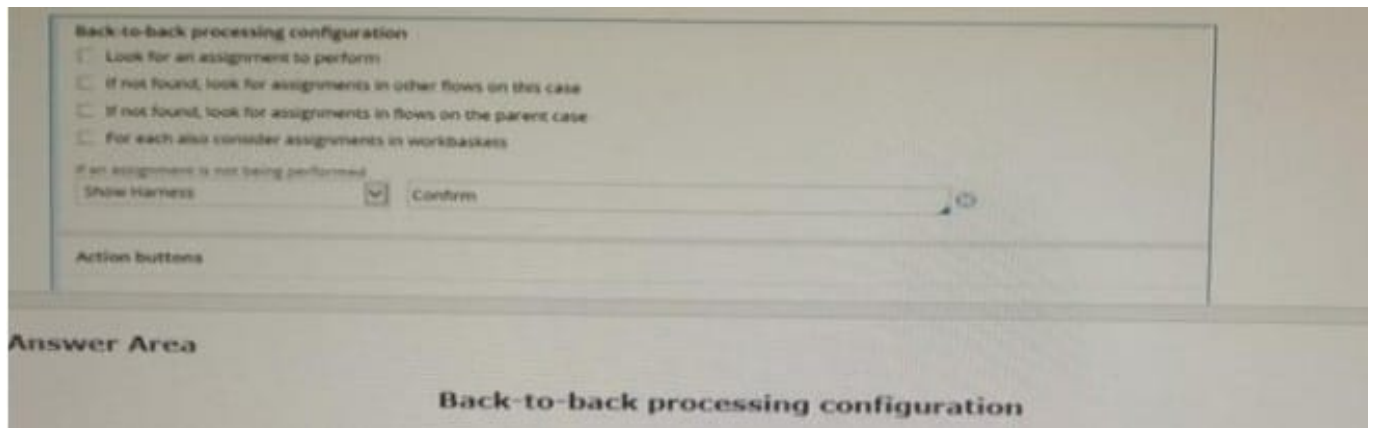 Back-to-back processing configuration
Look for an assignment to perform
If not found, look for assignments in other flows on this case
If not found, look for assignments in flows on the parent case
For each also consider assignments in workbaskets
If an assignment is not being performed
Show Harness Confirm
Action buttons
Answer Area
Back-to-back processing configuration